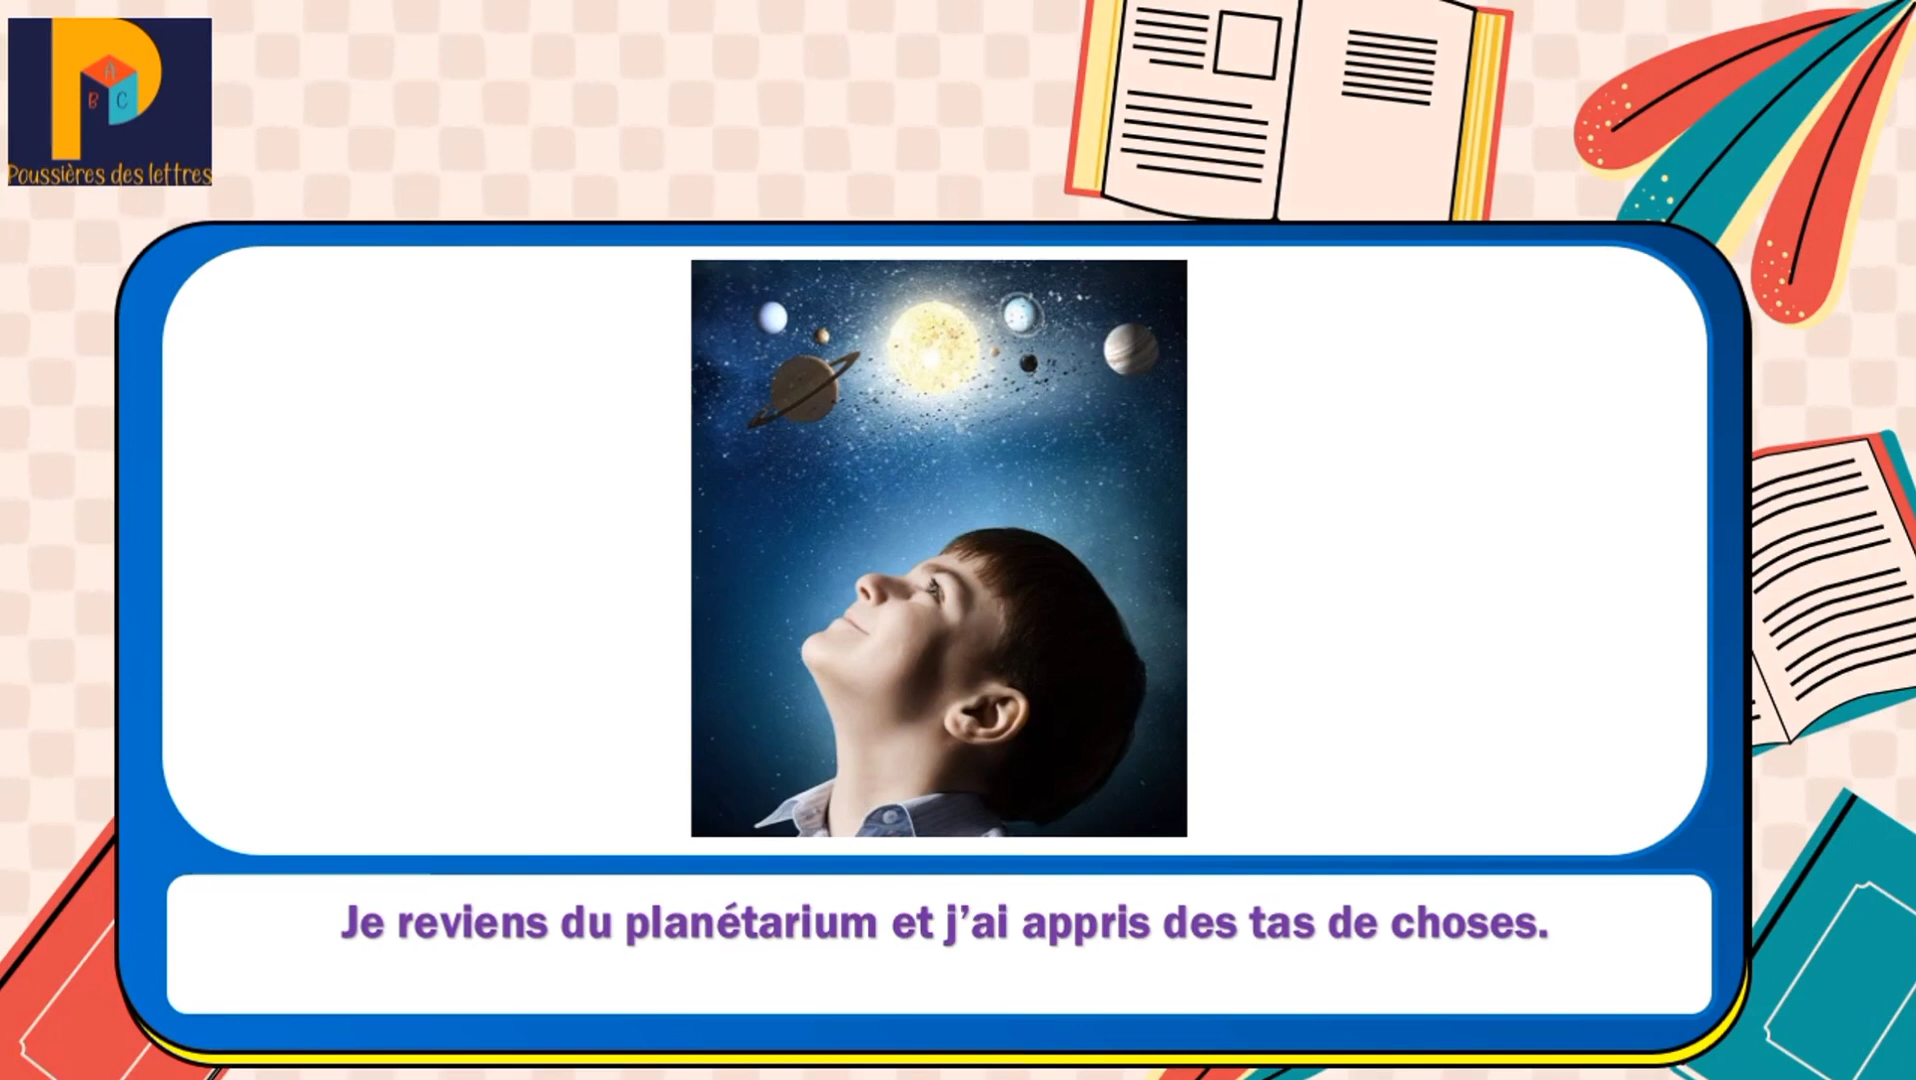 A
B C
Poussières des lettres
Je reviens du planétarium et j’ai appris des tas de choses.